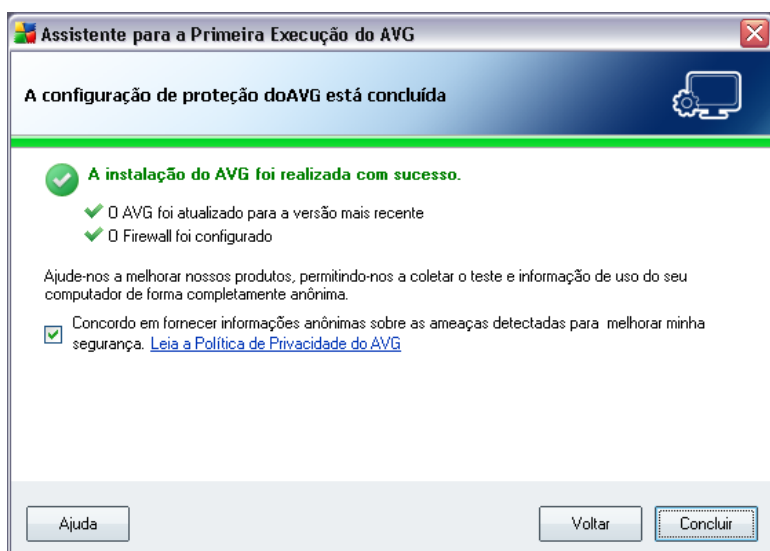 Assistente para a Primeira Execução do AVG
A configuração de proteção doAVG está concluída
A instalação do AVG foi realizada com sucesso.
O AVG foi atualizado para a versão mais recente
O Firewall foi configurado
Ajude-nos a melhorar nossos produtos, permitindo-nos a coletar o teste e informação de uso do seu
computador de forma completamente anônima.
Concordo em fornecer informações anônimas sobre as ameaças detectadas para melhorar minha
segurança. Leia a Política de Privacidade do AVG
Ajuda
Voltar
Concluir